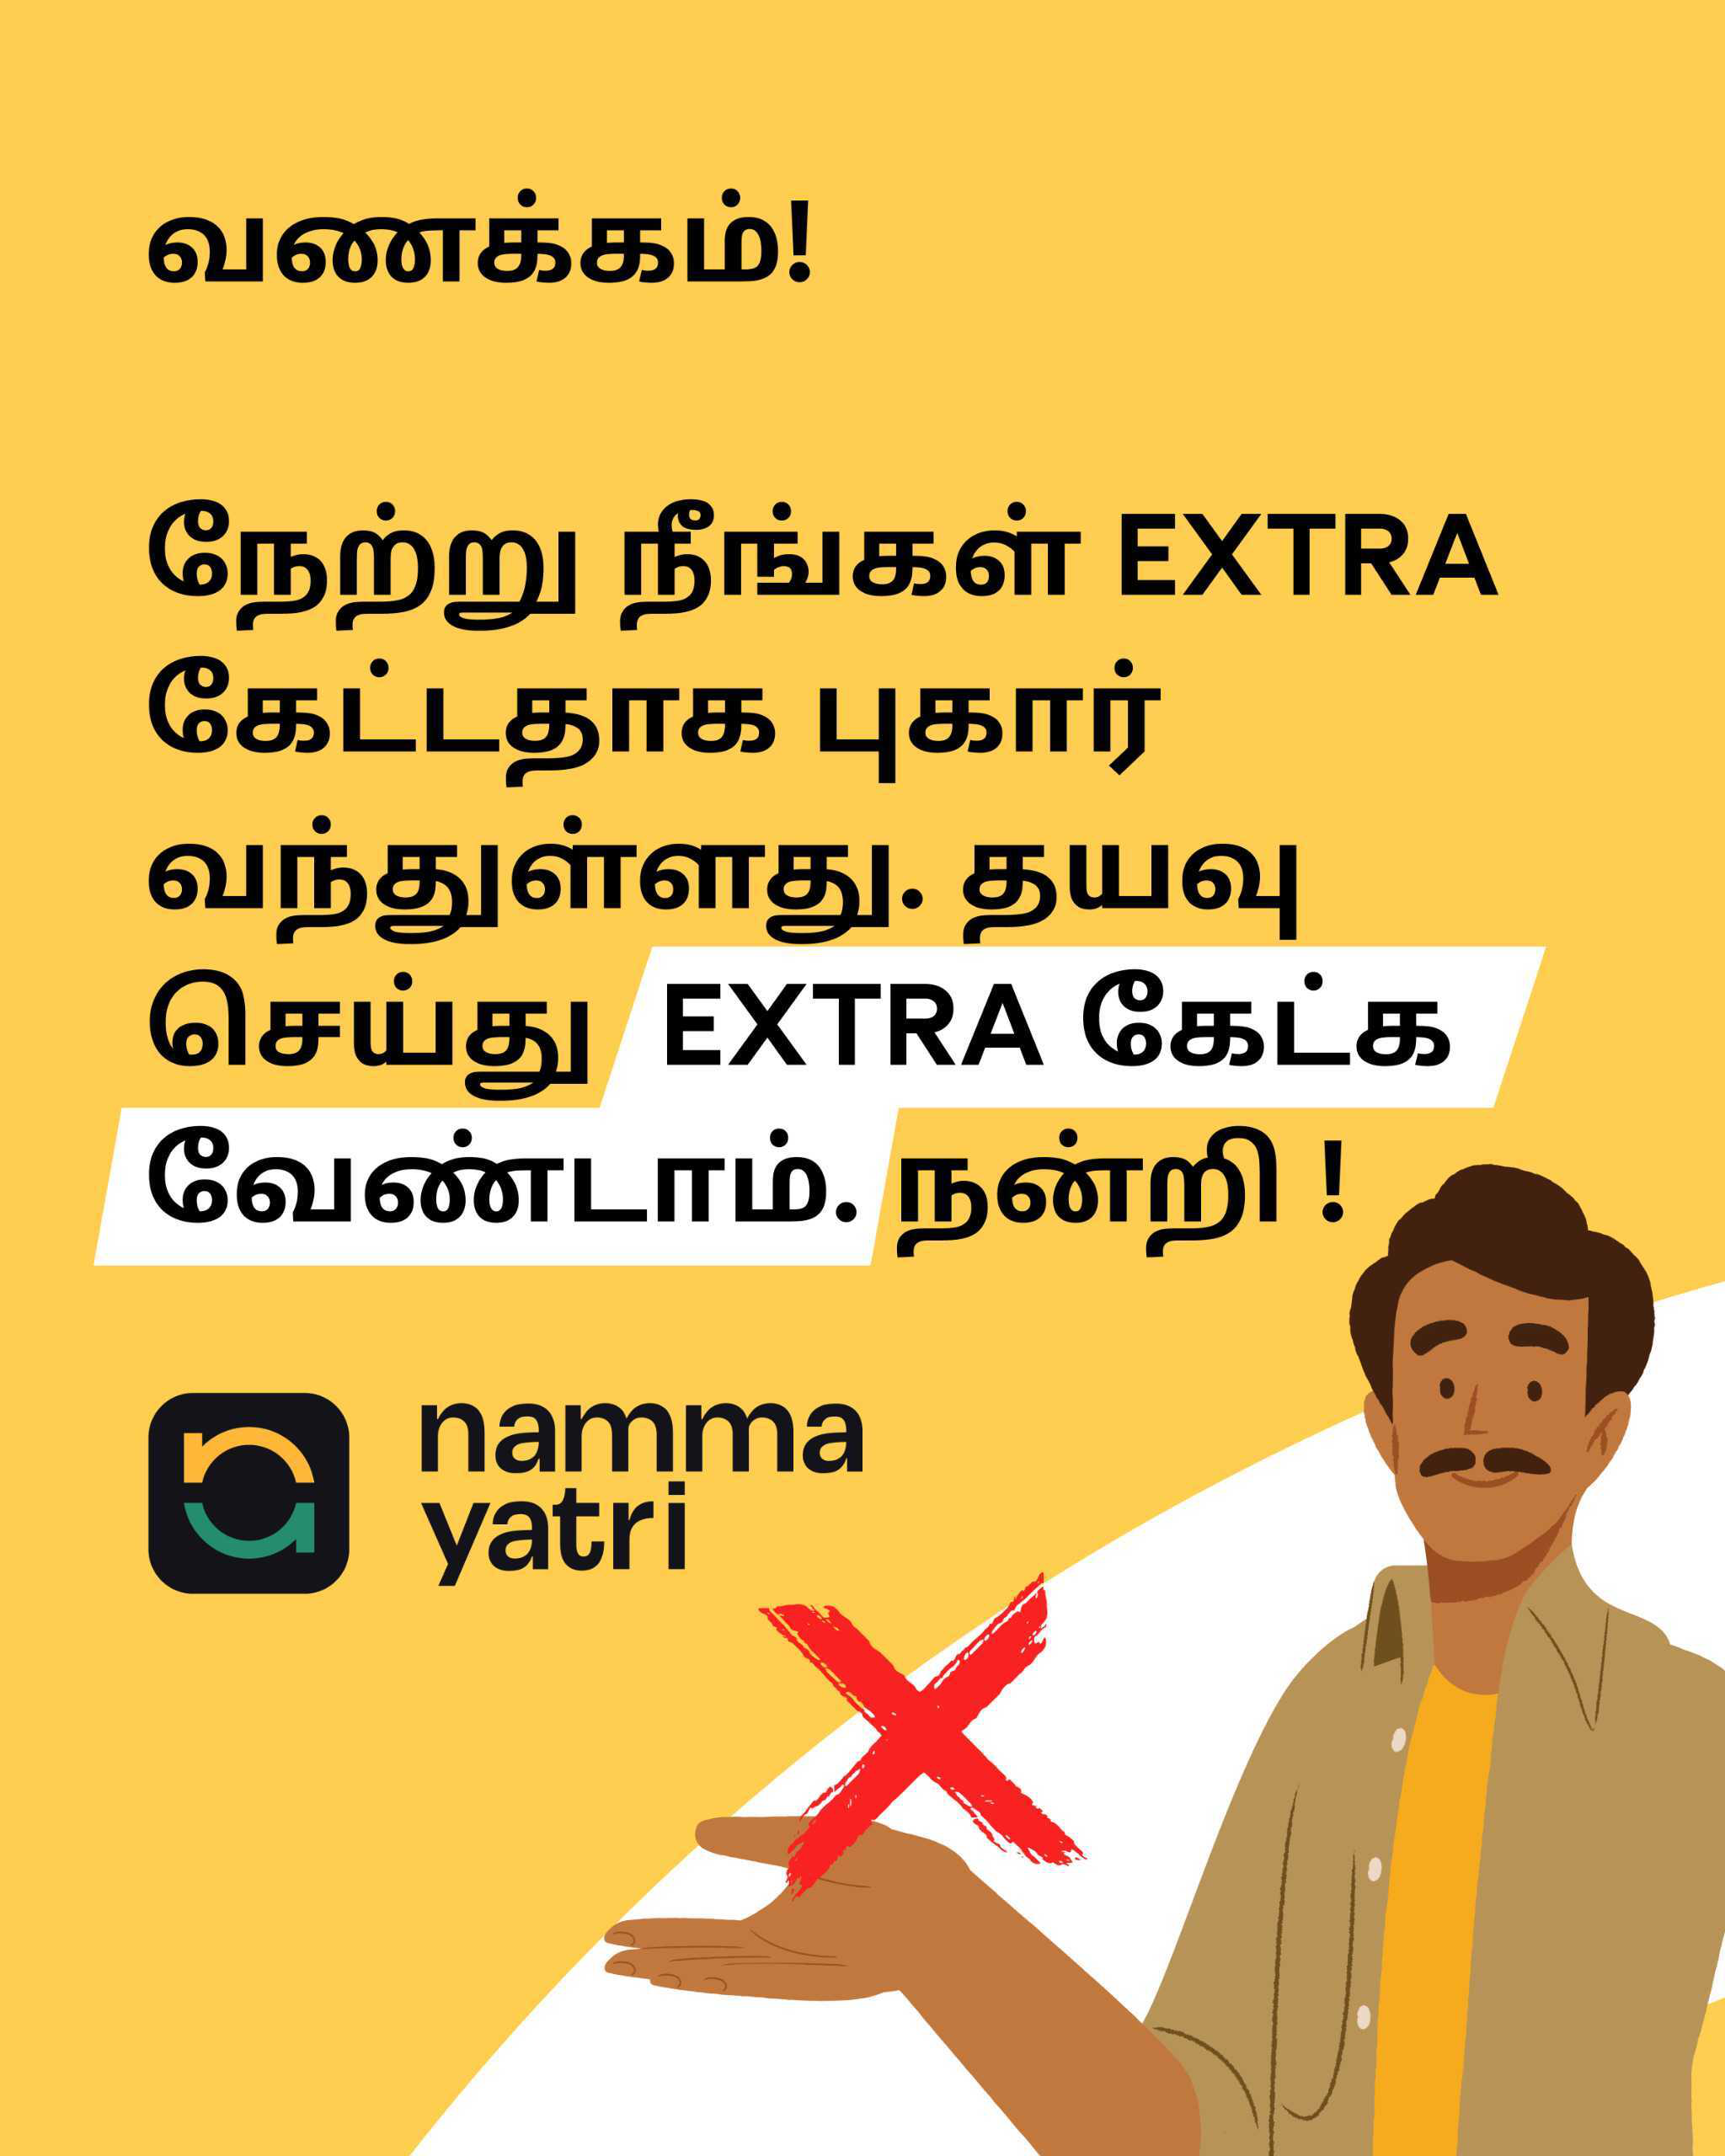 வணக்கம்!
நேற்று நீங்கள் EXTRA
கேட்டதாக புகார்
வந்துள்ளது. தயவு
செய்து EXTRA கேட்க
வேண்டாம். நன்றி !
namma
yatri